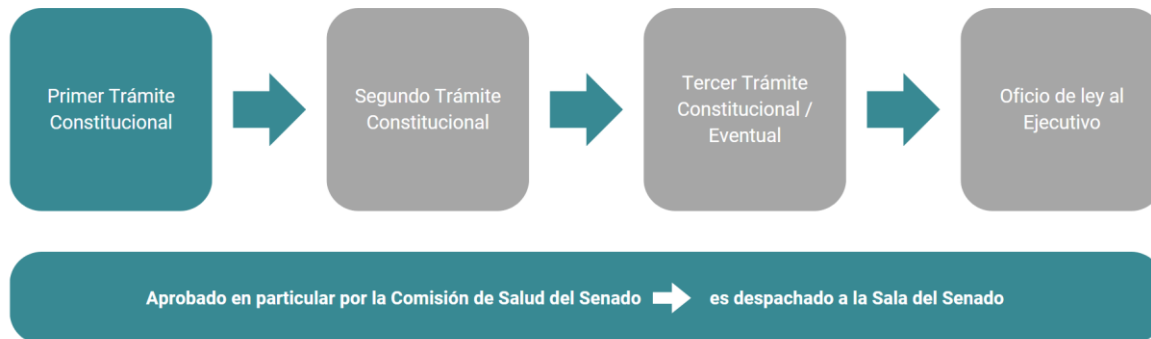 Primer Trámite
Constitucional
Segundo Trámite
Constitucional
Tercer Trámite
Constitucional /
Eventual
Oficio de ley al
Ejecutivo
Aprobado en particular por la Comisión de Salud del Senado es despachado a la Sala del Senado